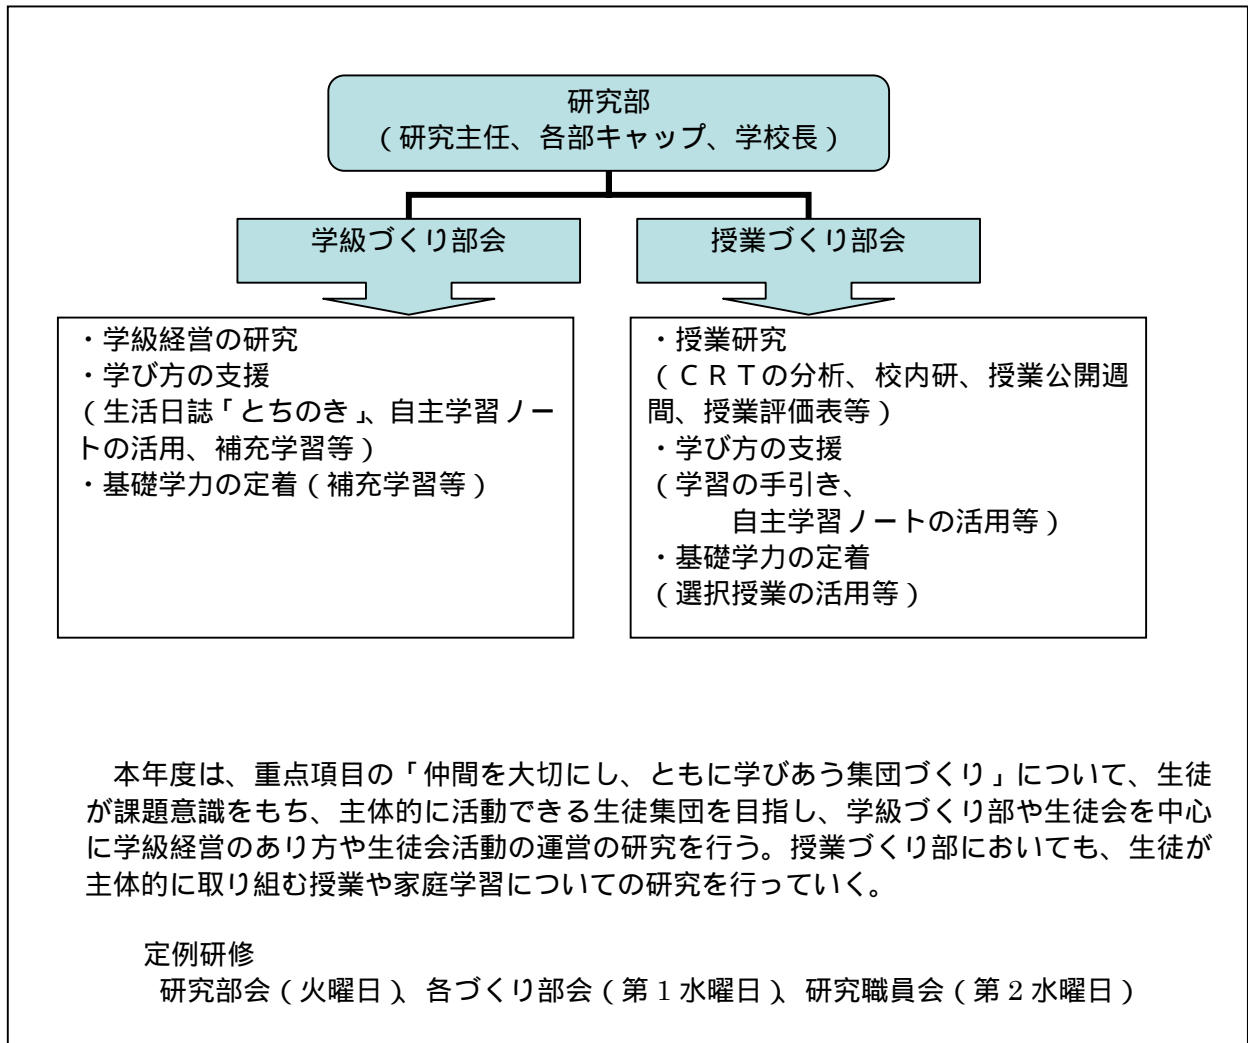 研究部
（研究主任、各部キャップ、学校長）
学級づくり部会
授業づくり部会
・学級経営の研究
・学び方の支援
（生活日誌「とちのき」、自主学習ノー
トの活用、補充学習等）
・基礎学力の定着（補充学習等）
・授業研究
（ＣＲＴの分析、校内研、授業公開週
間、授業評価表等）
・学び方の支援
（学習の手引き、
自主学習ノートの活用等）
・基礎学力の定着
（選択授業の活用等）
本年度は、重点項目の「仲間を大切にし、ともに学びあう集団づくり」について、生徒
が課題意識をもち、主体的に活動できる生徒集団を目指し、学級づくり部や生徒会を中心
に学級経営のあり方や生徒会活動の運営の研究を行う。授業づくり部においても、生徒が
主体的に取り組む授業や家庭学習についての研究を行っていく。
定例研修
研究部会（火曜日）、各づくり部会（第１水曜日）、研究職員会（第２水曜日）